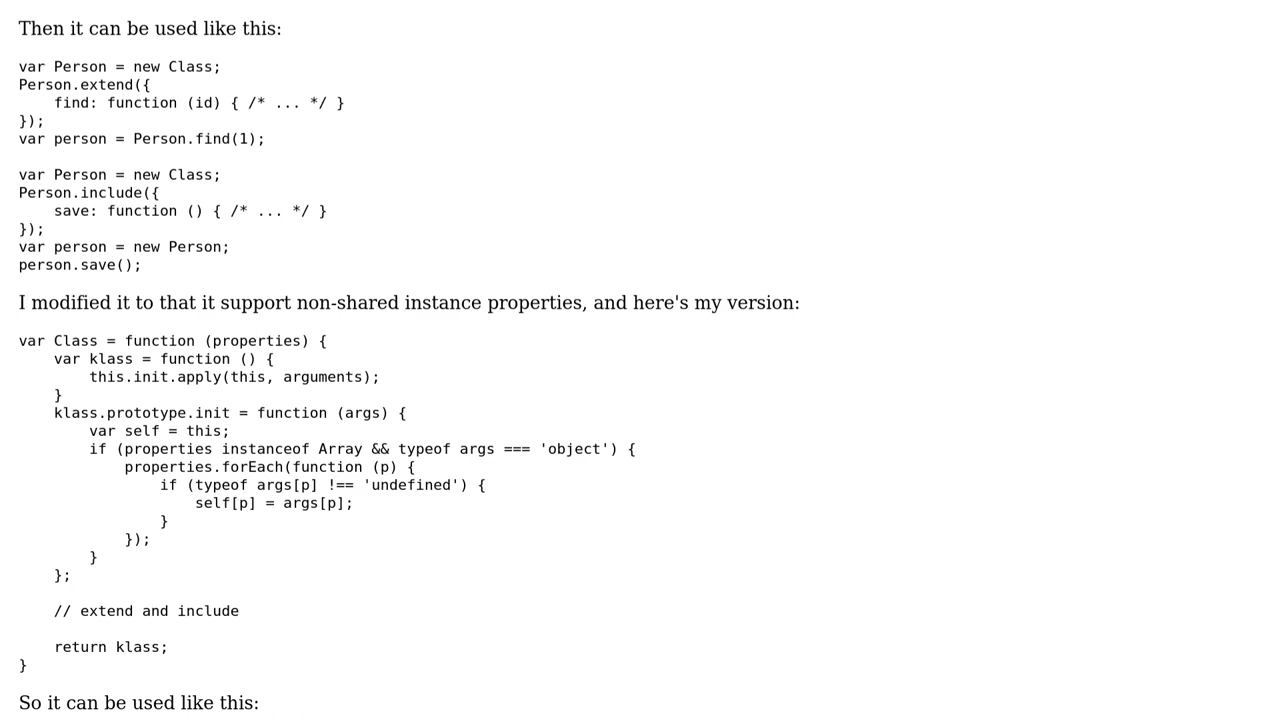 Then it can be used like this:
var Person = new Class;
Person.extend({
    find: function (id) { /* ... */ }
});
var person = Person.find(1);

var Person = new Class;
Person.include({
    save: function () { /* ... */ }
});
var person = new Person;
person.save();
I modified it to that it support non-shared instance properties, and here's my version:
var Class = function (properties) {
    var klass = function () {
        this.init.apply(this, arguments);
    }
    klass.prototype.init = function (args) {
        var self = this;
        if (properties instanceof Array && typeof args === 'object') {
            properties.forEach(function (p) {
                if (typeof args[p] !== 'undefined') {
                    self[p] = args[p];
                }
            });
        }
    };

    // extend and include

    return klass;
}
So it can be used like this: